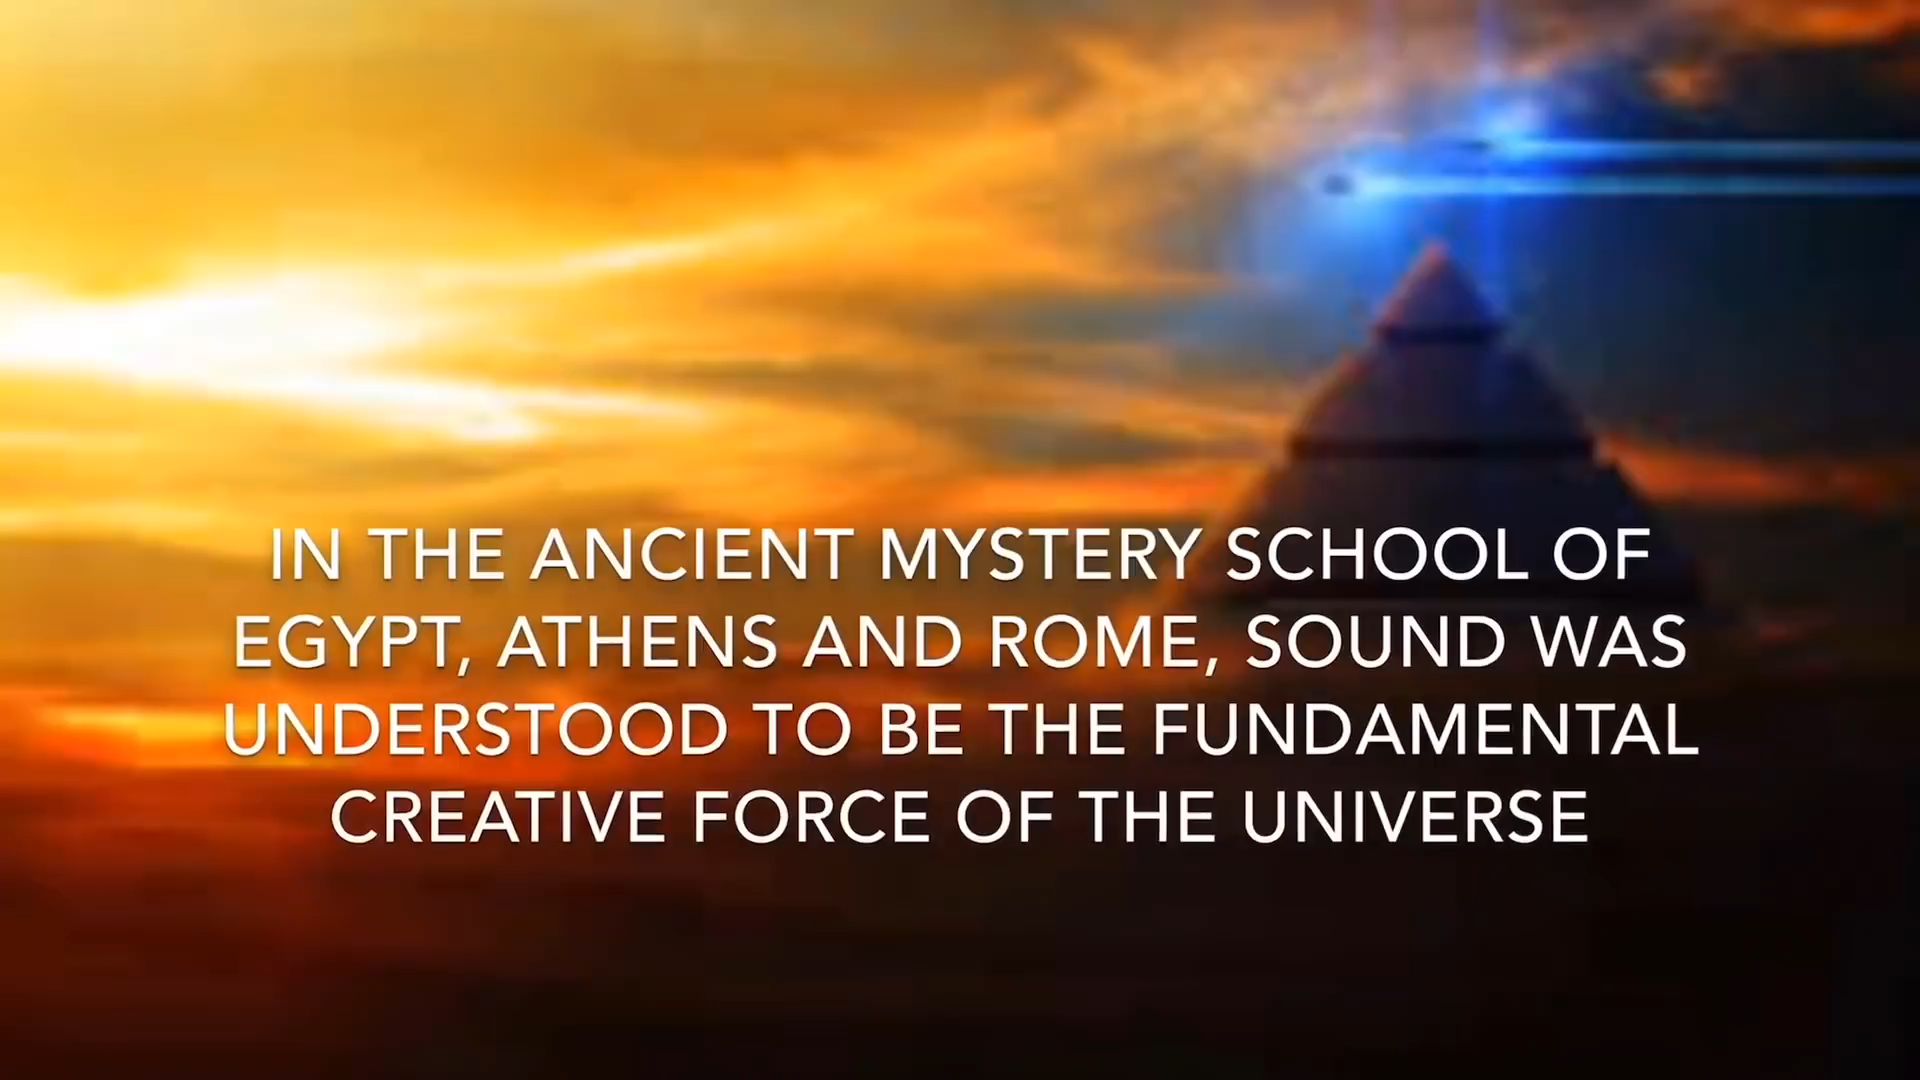 IN THE ANCIENT MYSTERY SCHOOL OF
EGYPT, ATHENS AND ROME, SOUND WAS
UNDERSTOOD TO BE THE FUNDAMENTAL
CREATIVE FORCE OF THE UNIVERSE